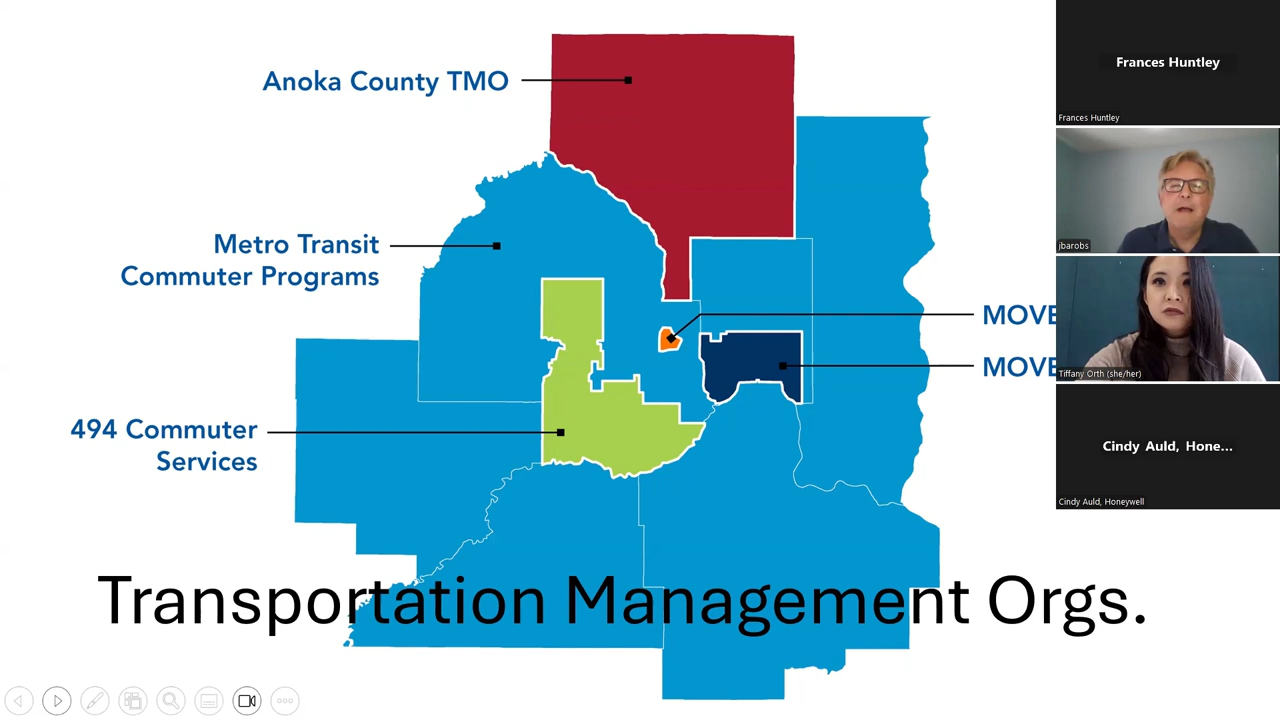 Anoka County TMO
Metro Transit
Commuter Programs
494 Commuter
Services
MOVE
MOVE
Transportation Management Orgs.
Frances Huntley
Frances Huntley
jbarobs
Tiffany Orth (she/her)
Cindy Auld, Hone...
Cindy Auld, Honeywell